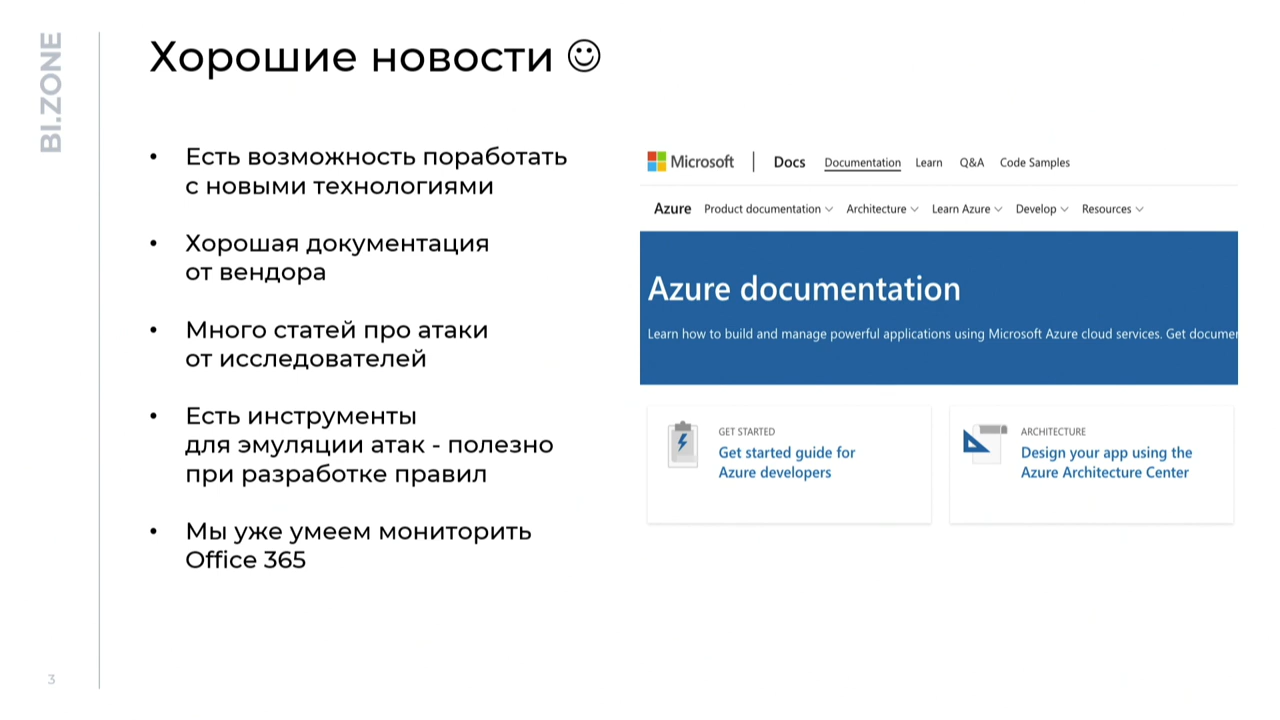 BI.ZONE
Хорошие новости ☺
• Есть возможность поработать
с новыми технологиями
• Хорошая документация
от вендора
• Много статей про атаки
от исследователей
• Есть инструменты
для эмуляции атак - полезно
при разработке правил
• Мы уже умеем мониторить
Office 365
Microsoft | Docs Documentation Learn Q&A Code Samples
Azure Product documentation Architecture Learn Azure Develop Resources
Azure documentation
Learn how to build and manage powerful applications using Microsoft Azure cloud services. Get documen
GET STARTED
Get started guide for
Azure developers
ARCHITECTURE
Design your app using the
Azure Architecture Center
3